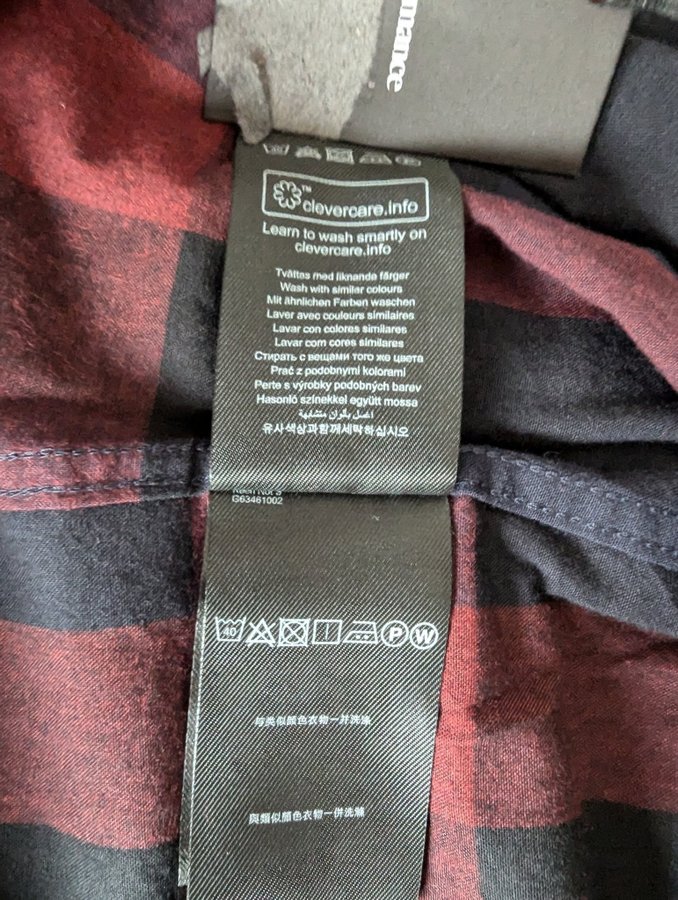 mance
clevercare.info
™
Learn to wash smartly on
clevercare.info
Tvättas med liknande färger
Wash with similar colours
Mit ähnlichen Farben waschen
Laver avec couleurs similaires
Lavar con colores similares
Lavar com cores similares
Стирать с вещами того же цвета
Prać z podobnymi kolorami
Perte s výrobky podobných barev
Hasonló színekkel együtt mossa
اغسل بألوان متشابهة
유사색상과함께세탁하십시오
G63461002
40 P W
与类似颜色衣物一并洗涤
與類似顏色衣物一併洗滌